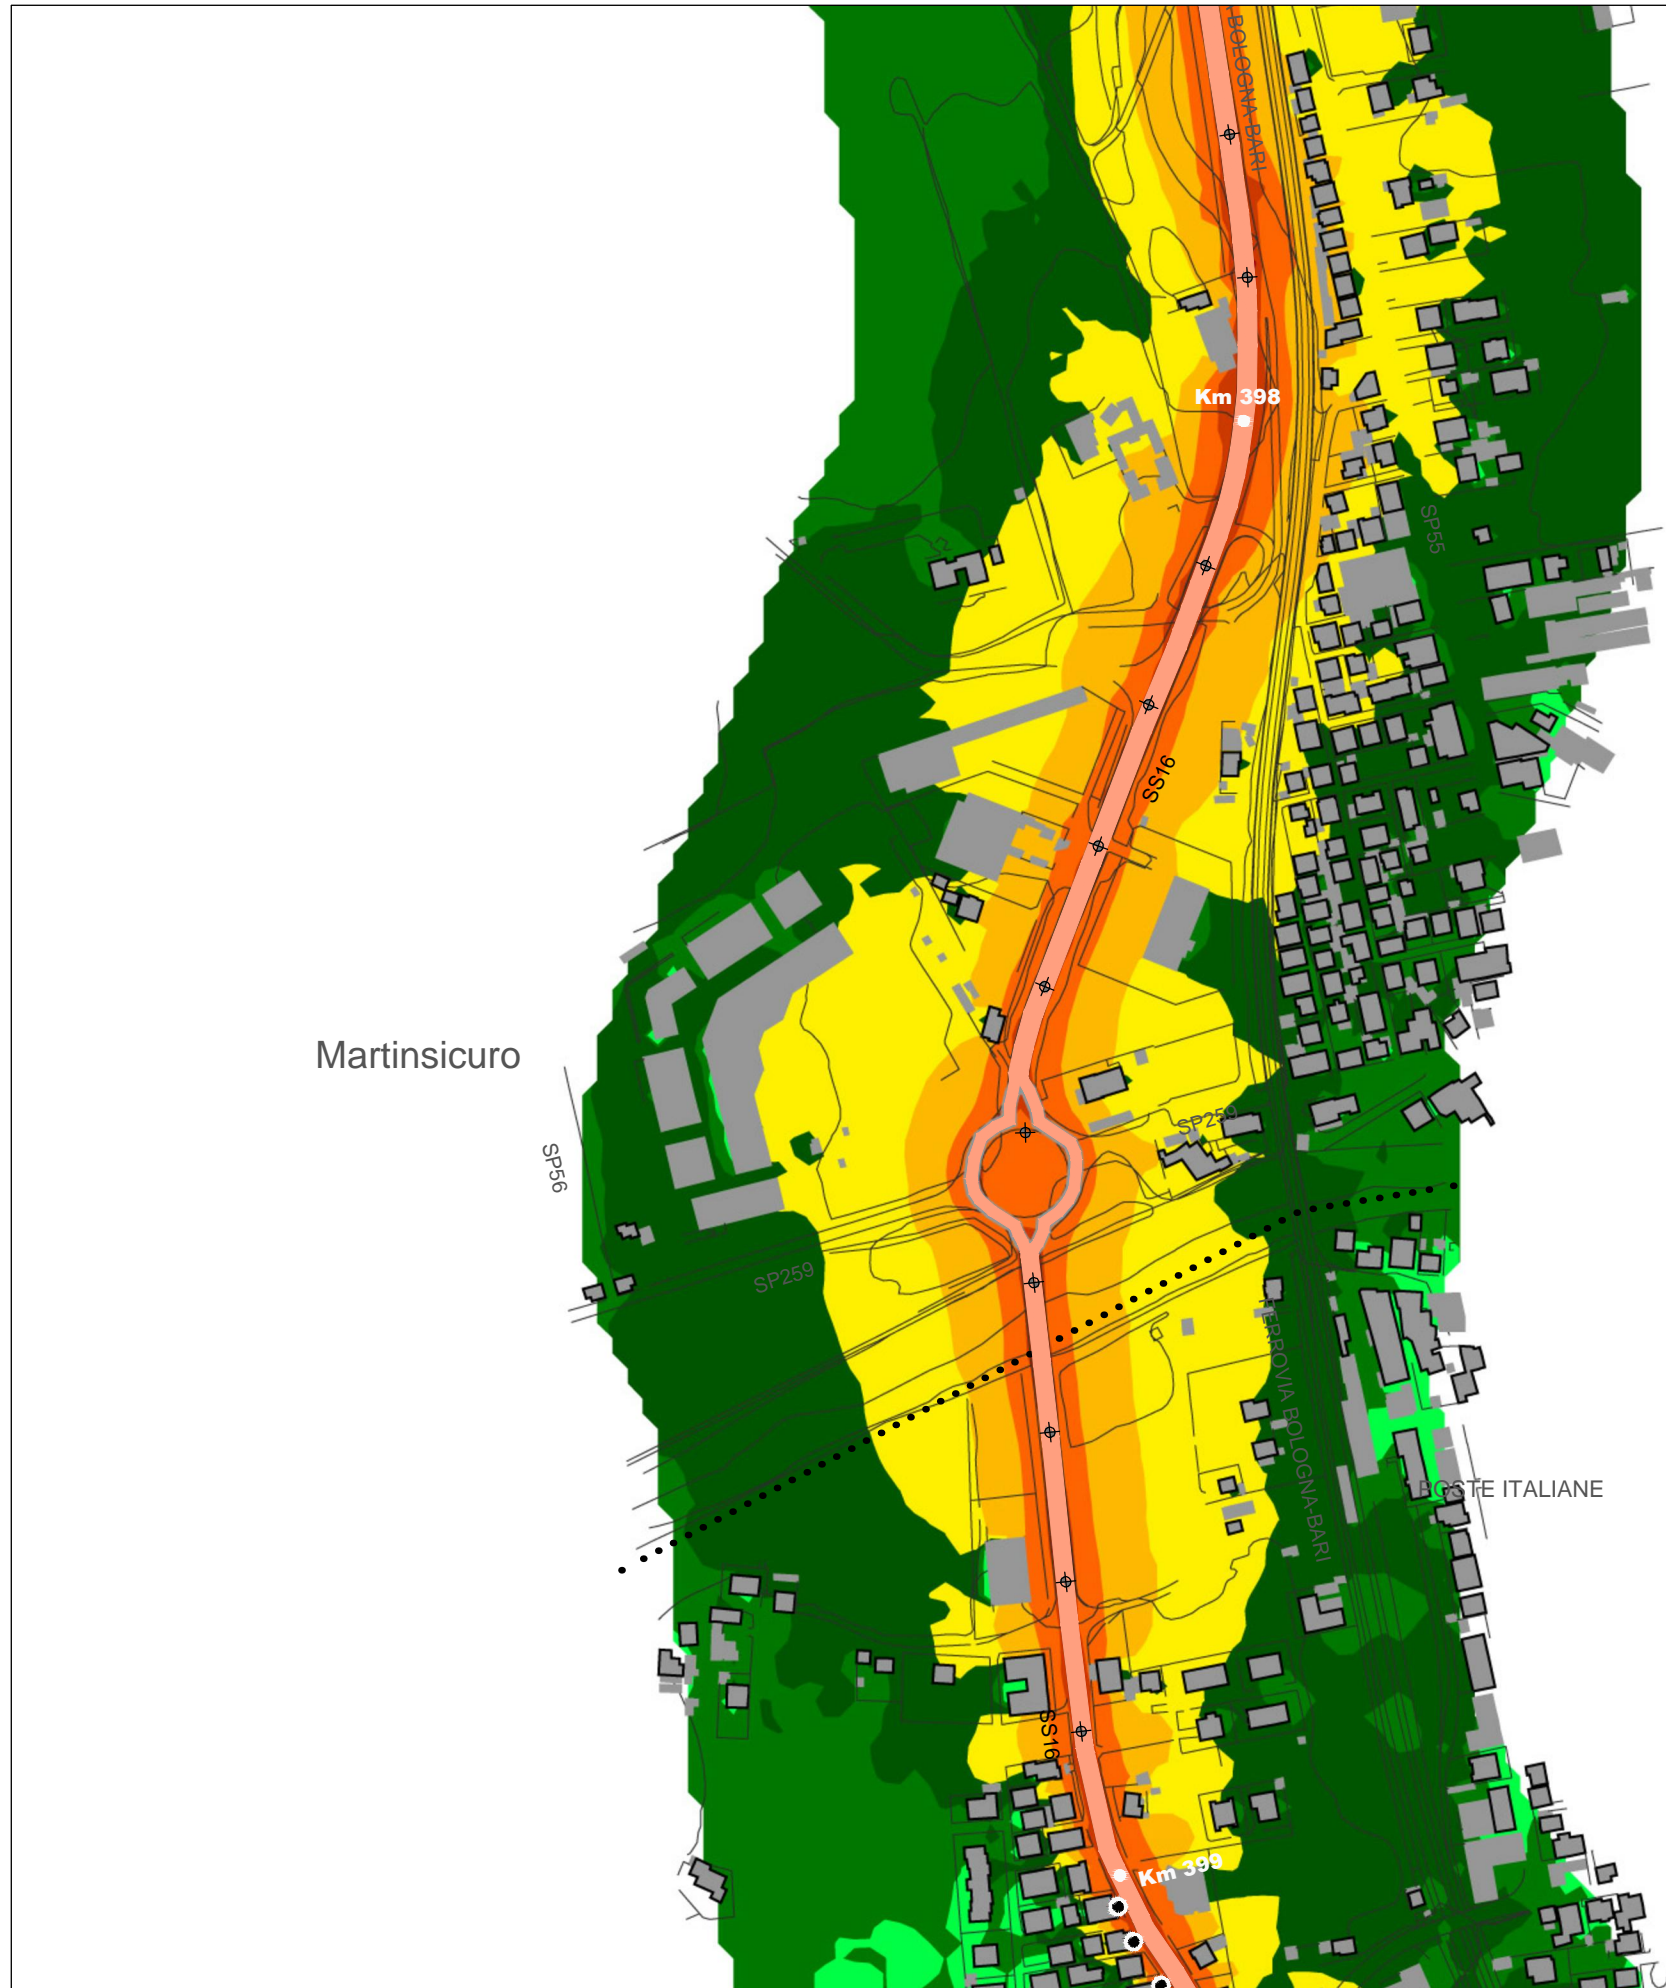 BOLOGNA-BARI
Km 398
SP55
SS16
Martinsicuro
SP259
SP56
SP259
FERROVIA BOLOGNA-BARI
POSTE ITALIANE
SS16
Km 399